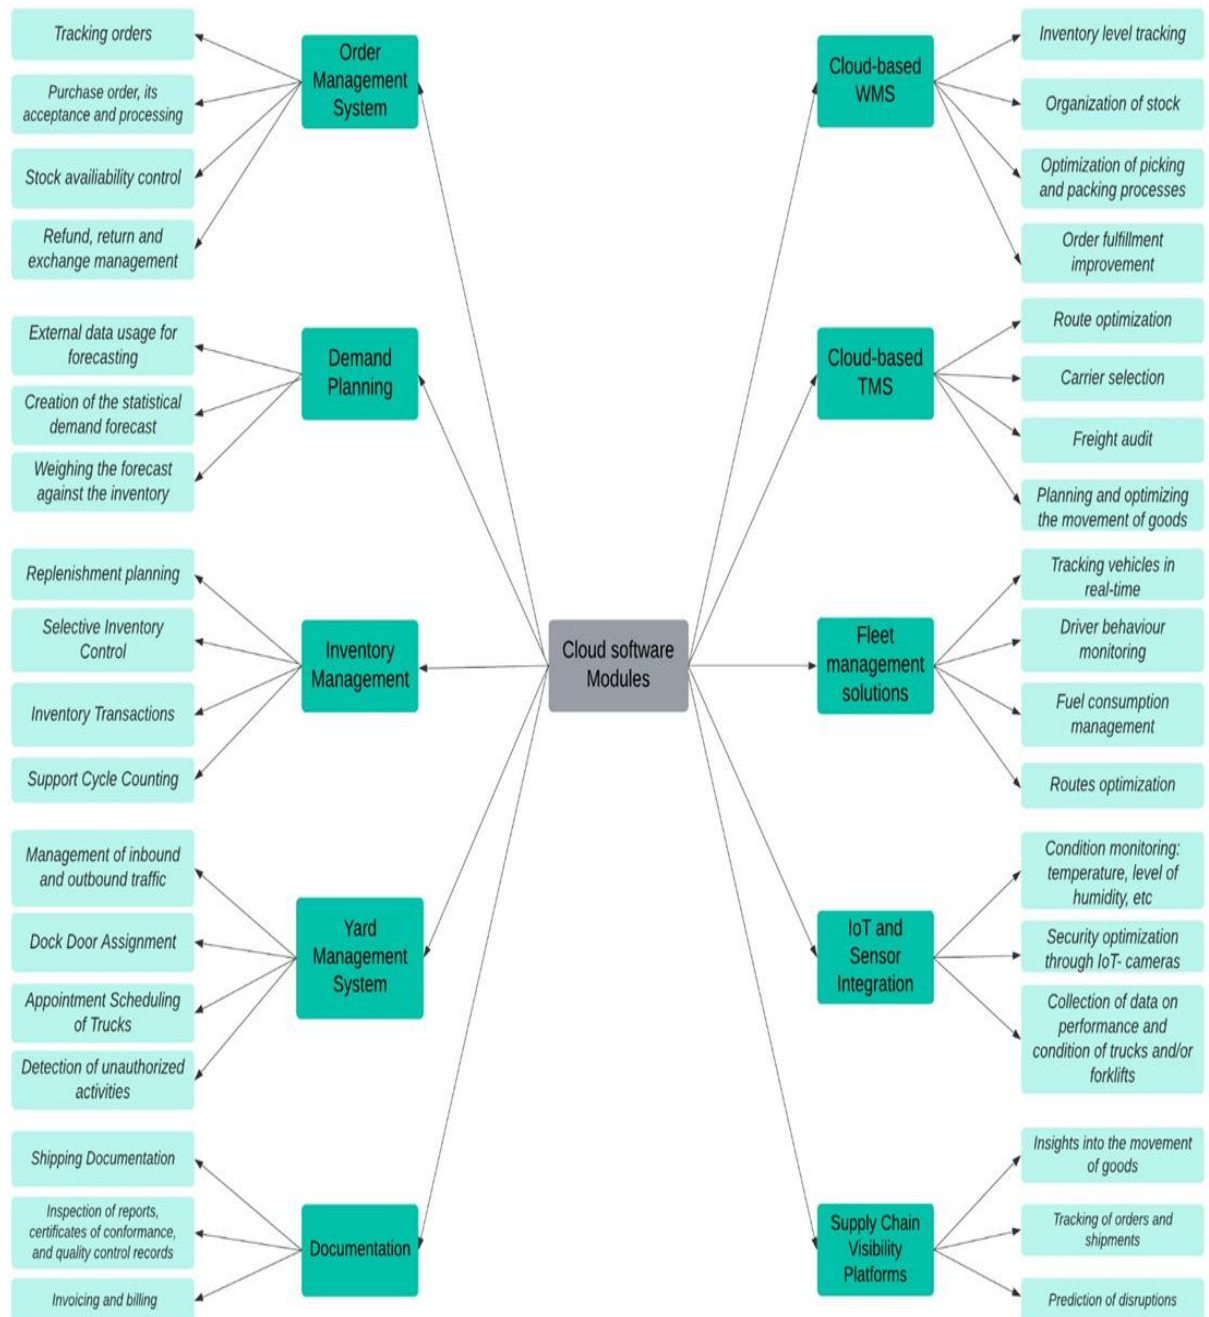 Tracking orders
Purchase order, its
acceptance and processing
Stock availiability control
Refund, return and
exchange management
Order
Management
System
External data usage for
forecasting
Creation of the statistical
demand forecast
Weighing the forecast
against the inventory
Demand
Planning
Replenishment planning
Selective Inventory
Control
Inventory Transactions
Support Cycle Counting
Inventory
Management
Management of inbound
and outbound traffic
Dock Door Assignment
Appointment Scheduling
of Trucks
Detection of unauthorized
activities
Yard
Management
System
Shipping Documentation
Inspection of reports,
certificates of conformance,
and quality control records
Invoicing and billing
Documentation
Cloud software
Modules
Cloud-based
WMS
Inventory level tracking
Organization of stock
Optimization of picking
and packing processes
Order fulfillment
improvement
Cloud-based
TMS
Route optimization
Carrier selection
Freight audit
Planning and optimizing
the movement of goods
Fleet
management
solutions
Tracking vehicles in
real-time
Driver behaviour
monitoring
Fuel consumption
management
Routes optimization
IoT and
Sensor
Integration
Condition monitoring:
temperature, level of
humidity, etc
Security optimization
through IoT- cameras
Collection of data on
performance and
condition of trucks and/or
forklifts
Supply Chain
Visibility
Platforms
Insights into the movement
of goods
Tracking of orders and
shipments
Prediction of disruptions